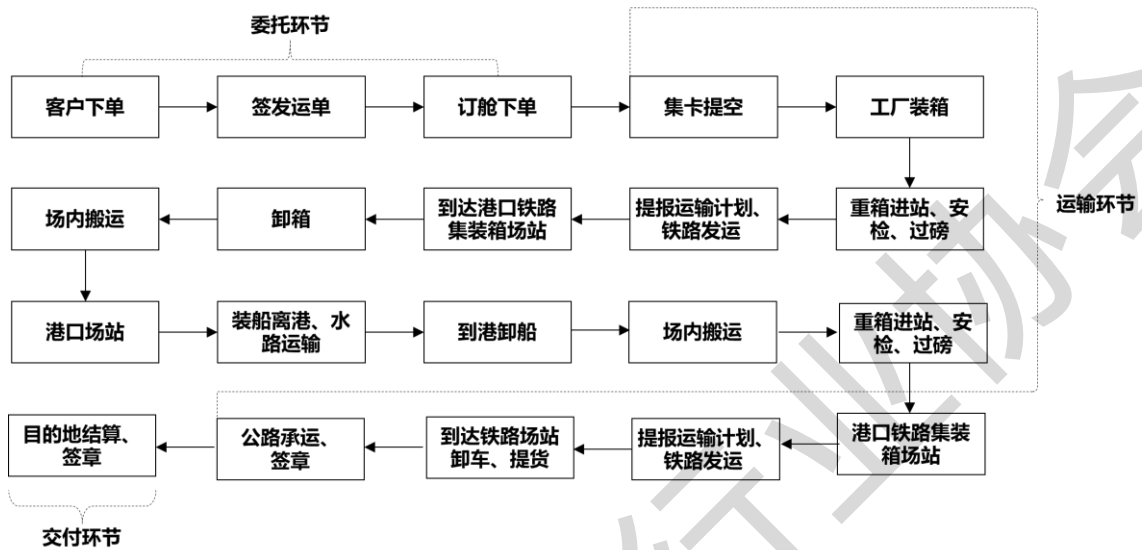 委托环节
客户下单
签发运单
订舱下单
集卡提空
工厂装箱
场内搬运
卸箱
到达港口铁路
集装箱场站
提报运输计划、
铁路发运
重箱进站、安
检、过磅
运输环节
港口场站
装船离港、水
路运输
到港卸船
场内搬运
重箱进站、安
检、过磅
目的地结算、
签章
公路承运、
签章
到达铁路场站
卸车、提货
提报运输计划、
铁路发运
港口铁路集装
箱场站
交付环节
行业协会